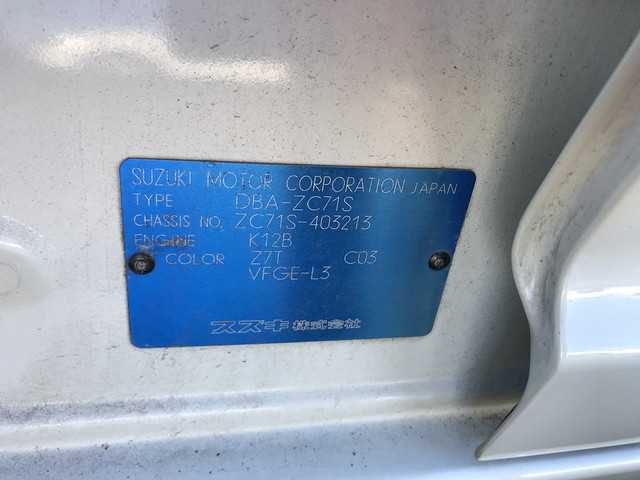 SUZUKI MOTOR CORPORATION JAPAN
TYPE DBA-ZC71S
CHASSIS NO. ZC71S-403213
ENGINE K12B
COLOR Z7T C03
VFGE-L3
スズキ株式会社